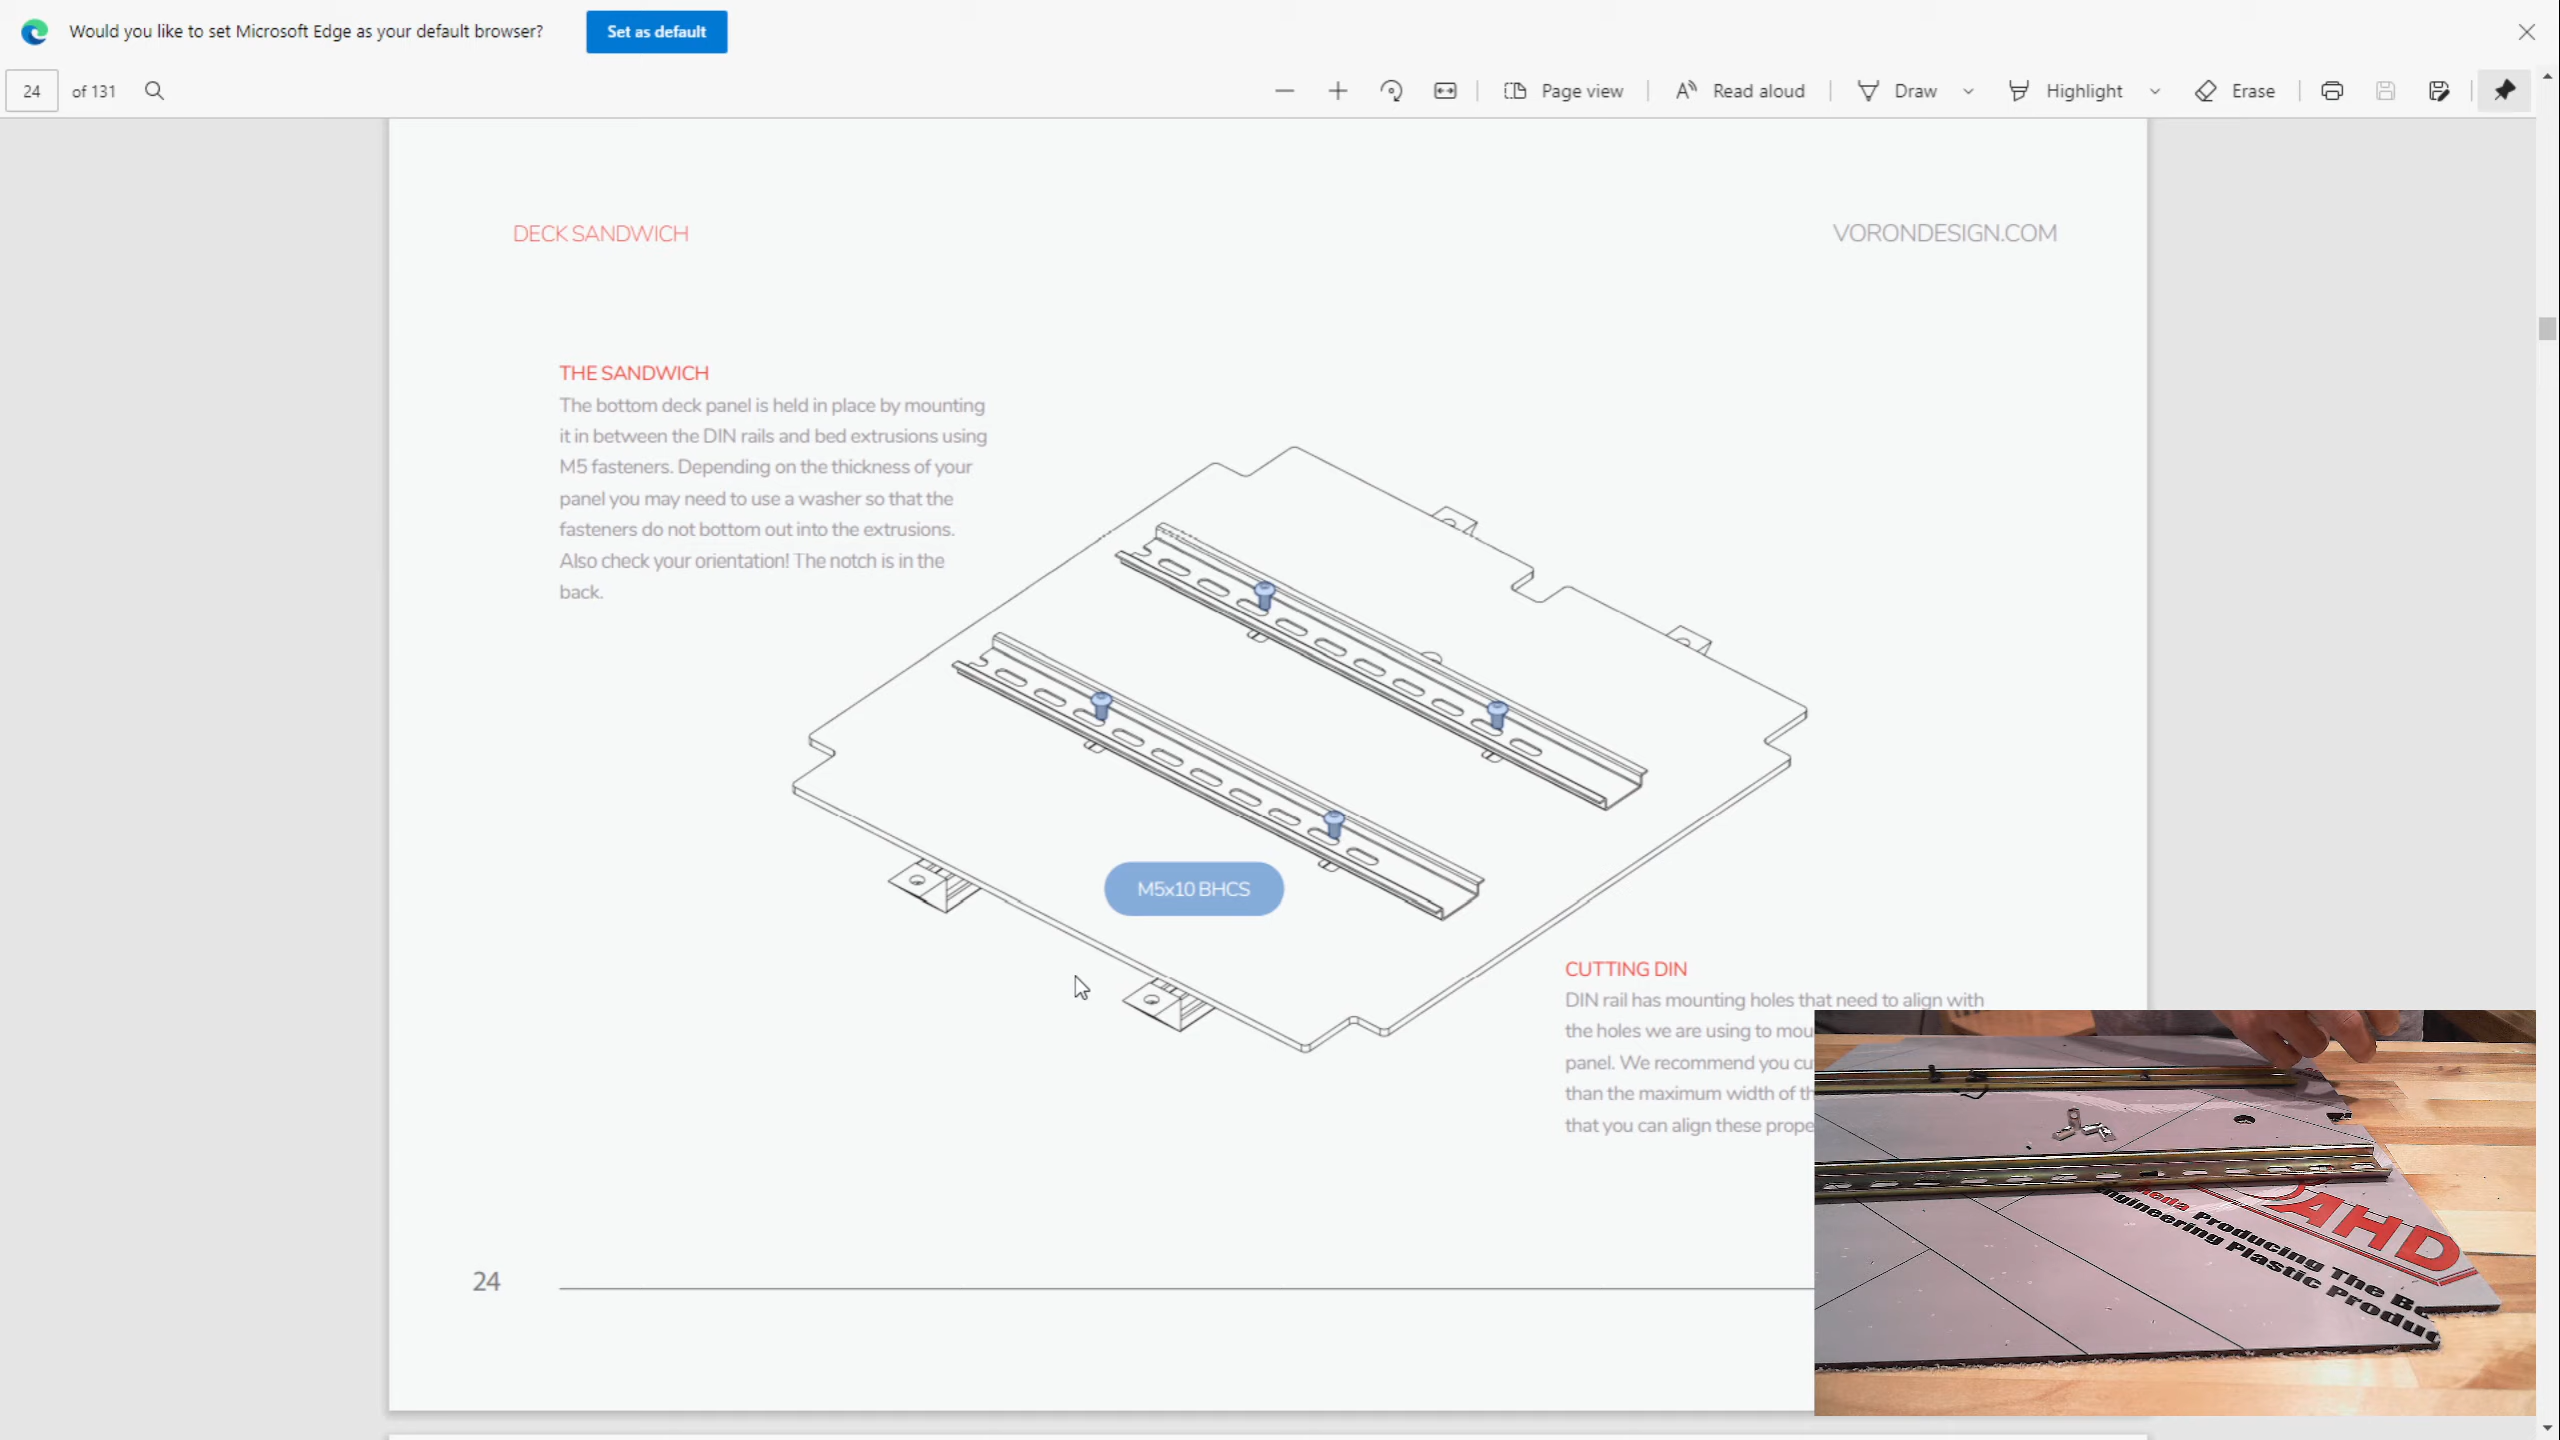 Would you like to set Microsoft Edge as your default browser?
Set as default
24
of 131
Page view
Read aloud
Draw
Highlight
Erase
DECK SANDWICH
VORONDESIGN.COM
THE SANDWICH
The bottom deck panel is held in place by mounting
it in between the DIN rails and bed extrusions using
M5 fasteners. Depending on the thickness of your
panel you may need to use a washer so that the
fasteners do not bottom out into the extrusions.
Also check your orientation! The notch is in the
back.
M5x10 BHCS
CUTTING DIN
DIN rail has mounting holes that need to align with
the holes we are using to mou
panel. We recommend you cu
than the maximum width of th
that you can align these prope
AHD
Producing The Be
Engineering Plastic Produ
24